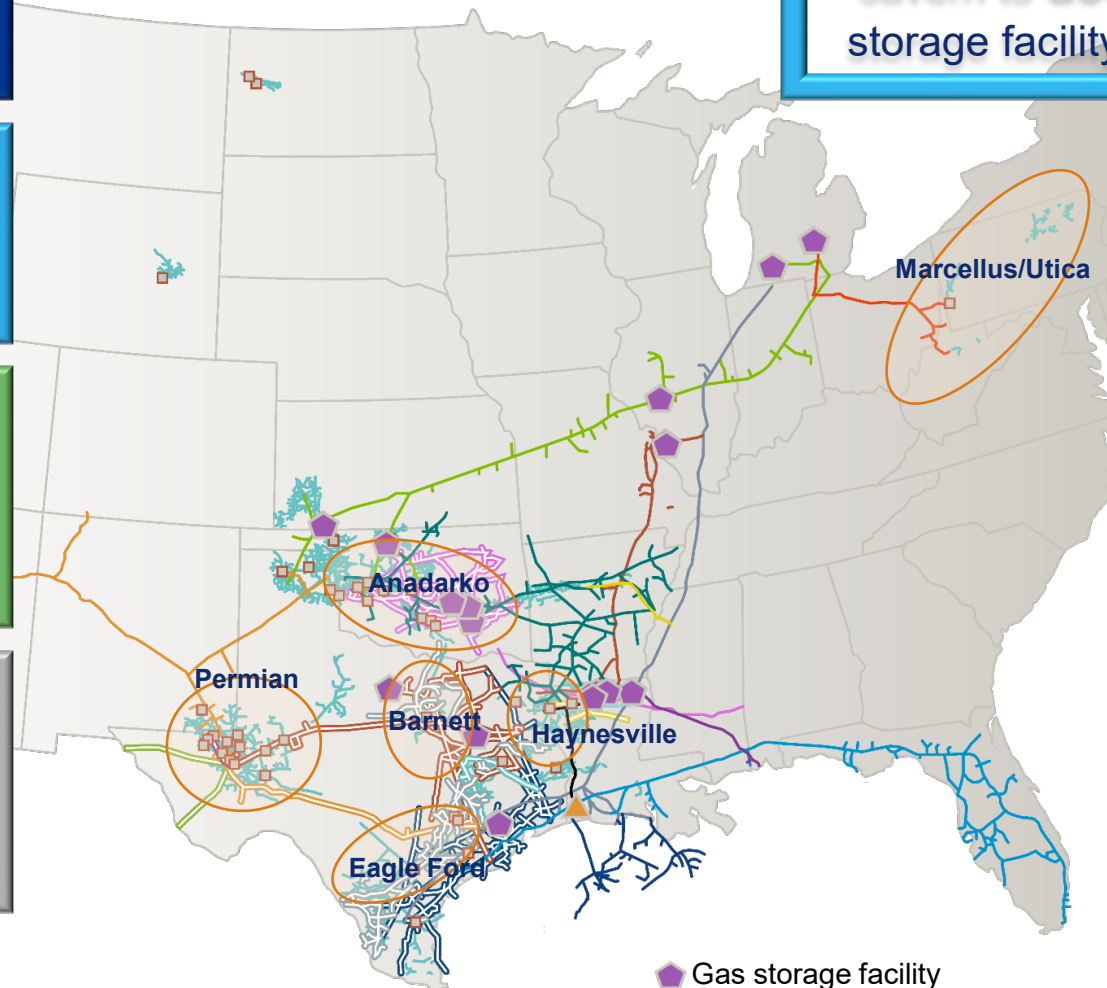 storage facility
Marcellus/Utica
Anadarko
Permian
Barnett
Haynesville
Eagle Ford
Gas storage facility